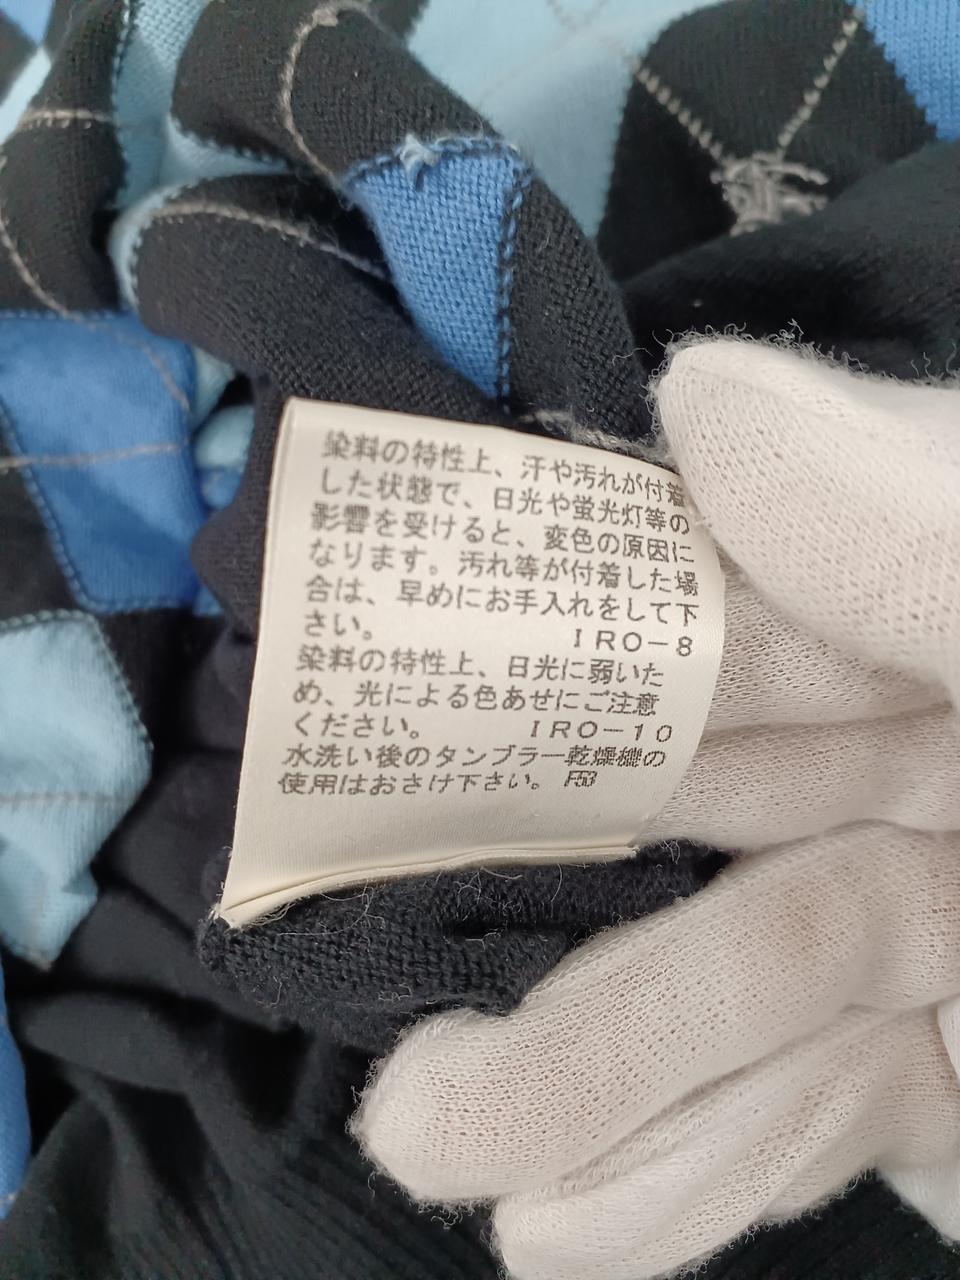 染料の特性上、汗や汚れが付着
した状態で、日光や蛍光灯等の
影響を受けると、変色の原因に
なります。汚れ等が付着した場
合は、早めにお手入れをして下
さい。 IRO-8
染料の特性上、日光に弱いた
め、光による色あせにご注意
ください。 IRO-10
水洗い後のタンブラー乾燥機の
使用はおさけ下さい。 F53